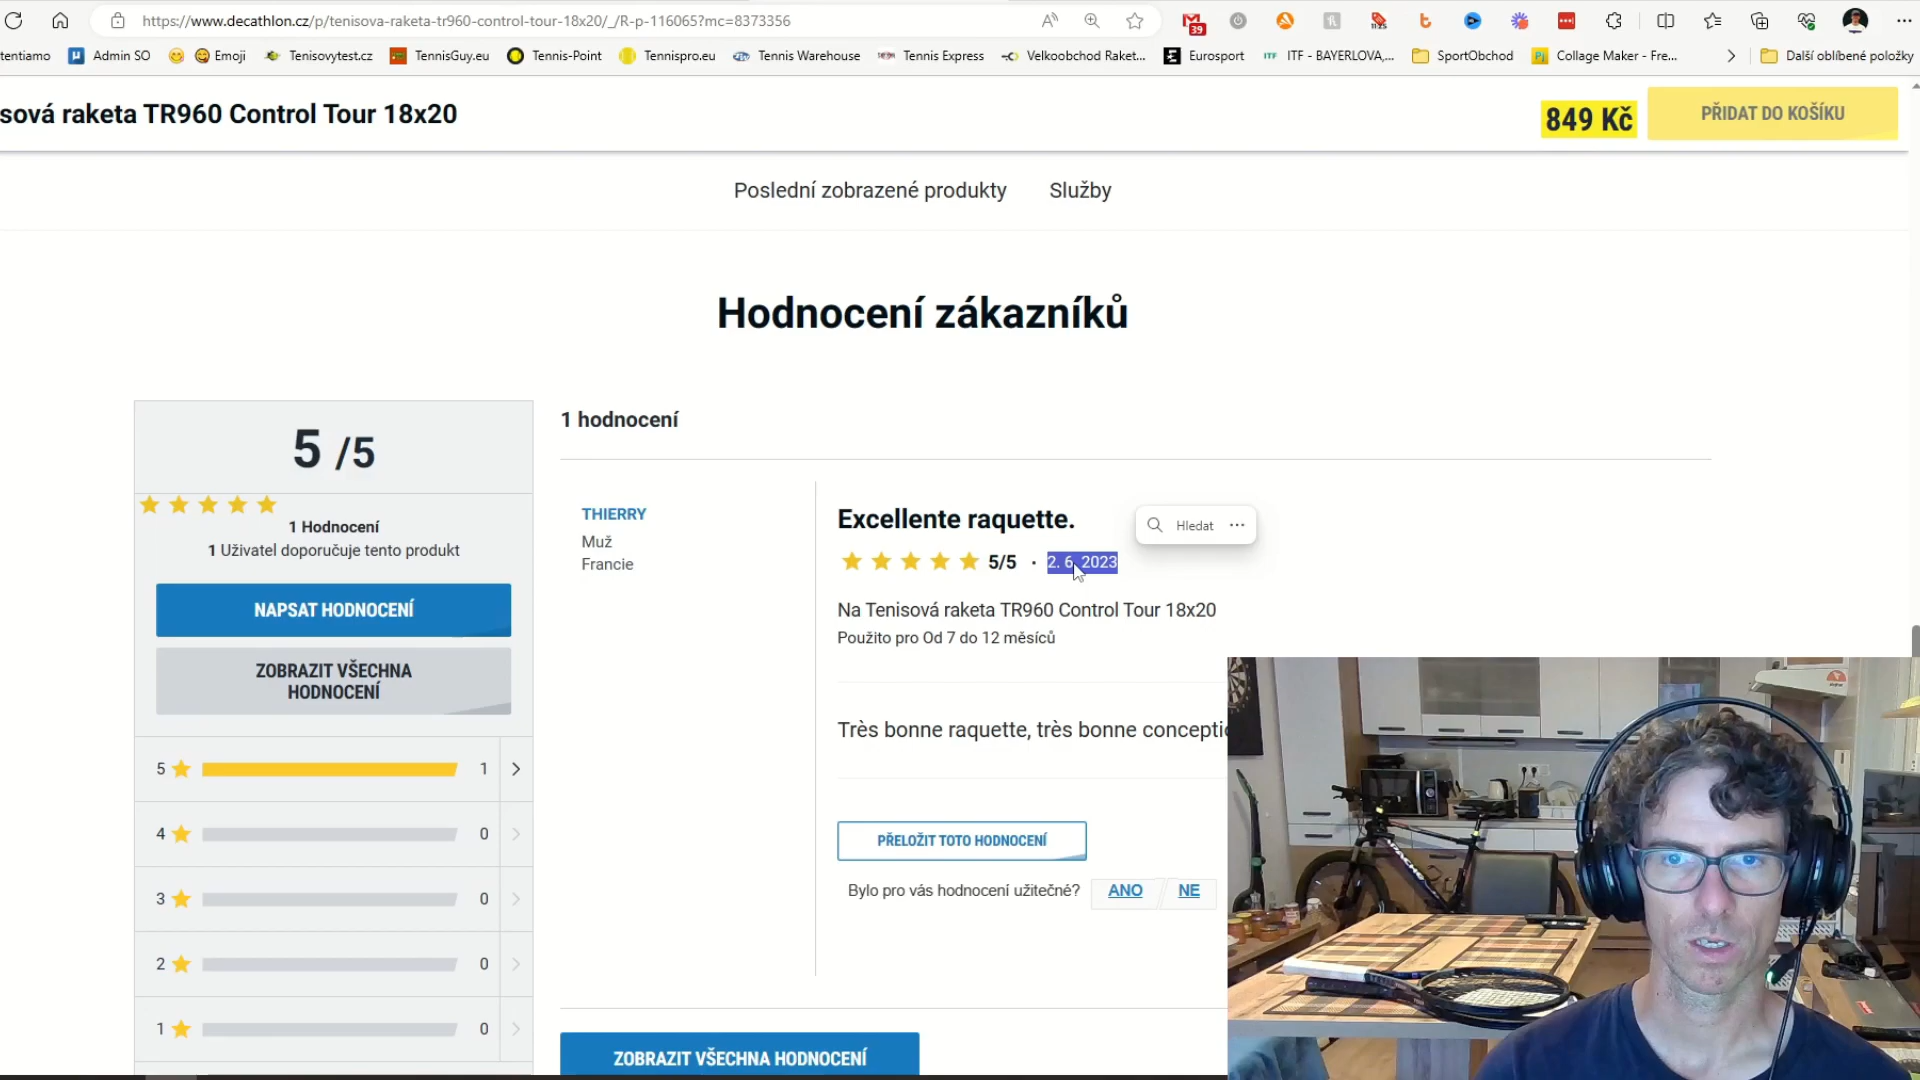 https://www.decathlon.cz/p/tenisova-raketa-tr960-control-tour-18x20/_/R-p-116065?mc=8373356
39
tentiamo Admin SO Emoji Tenisovytest.cz TennisGuy.eu Tennis-Point Tennispro.eu Tennis Warehouse Tennis Express Velkoobchod Raket... Eurosport ITF ITF - BAYERLOVA,... SportObchod Collage Maker - Fre... Další oblíbené položky
sová raketa TR960 Control Tour 18x20
849 Kč
PŘIDAT DO KOŠÍKU
Poslední zobrazené produkty Služby
Hodnocení zákazníků
5 /5
1 Hodnocení
1 Uživatel doporučuje tento produkt
NAPSAT HODNOCENÍ
ZOBRAZIT VŠECHNA
HODNOCENÍ
5 1
4 0
3 0
2 0
1 0
1 hodnocení
THIERRY
Muž
Francie
Excellente raquette.
Hledat
5/5 · 2. 6. 2023
Na Tenisová raketa TR960 Control Tour 18x20
Použito pro Od 7 do 12 měsíců
Très bonne raquette, très bonne concepti
PŘELOŽIT TOTO HODNOCENÍ
Bylo pro vás hodnocení užitečné? ANO NE
ZOBRAZIT VŠECHNA HODNOCENÍ
APACHE